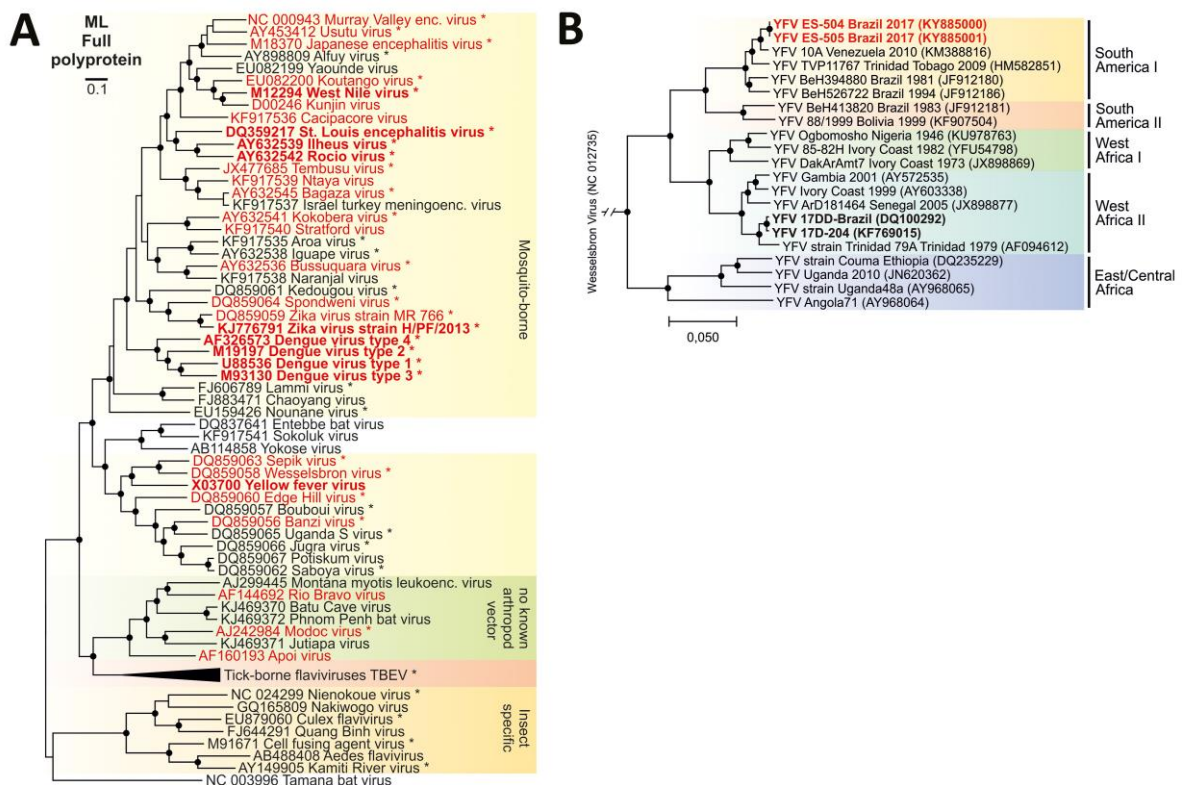 A
ML
Full
polyprotein
0.1
NC 000943 Murray Valley enc. virus *
AY453412 Usutu virus *
M18370 Japanese encephalitis virus *
AY898809 Alfuy virus *
EU082199 Yaounde virus
EU082200 Koutango virus *
M12294 West Nile virus *
D00246 Kunjin virus
KF917536 Cacipacore virus
DQ359217 St. Louis encephalitis virus *
AY632539 Ilheus virus *
AY632542 Rocio virus *
JX477685 Tembusu virus *
KF917539 Ntaya virus
AY632545 Bagaza virus *
KF917537 Israel turkey meningoenc. virus
AY632541 Kokobera virus *
KF917540 Stratford virus
KF917535 Aroa virus *
AY632538 Iguape virus *
AY632536 Bussuquara virus *
KF917538 Naranjal virus
DQ859061 Kedougou virus *
DQ859064 Spondweni virus *
DQ859059 Zika virus strain MR 766 *
KJ776791 Zika virus strain H/PF/2013 *
AF326573 Dengue virus type 4 *
M19197 Dengue virus type 2 *
U88536 Dengue virus type 1 *
M93130 Dengue virus type 3 *
FJ606789 Lammi virus *
FJ883471 Chaoyang virus
EU159426 Nounane virus *
Mosquito-borne
DQ837641 Entebbe bat virus
KF917541 Sokoluk virus
AB114858 Yokose virus
DQ859063 Sepik virus *
DQ859058 Wesselsbron virus *
X03700 Yellow fever virus
DQ859060 Edge Hill virus *
DQ859057 Bouboui virus *
DQ859056 Banzi virus *
DQ859065 Uganda S virus *
DQ859066 Jugra virus *
DQ859067 Potiskum virus
DQ859062 Saboya virus *
AJ299445 Montana myotis leukoenc. virus
AF144692 Rio Bravo virus
KJ469370 Batu Cave virus
KJ469372 Phnom Penh bat virus
AJ242984 Modoc virus *
KJ469371 Jutiapa virus
AF160193 Apoi virus
no known
arthropod
vector
Tick-borne flaviviruses TBEV *
NC 024299 Nienokoue virus *
GQ165809 Nakiwogo virus
EU879060 Culex flavivirus *
FJ644291 Quang Binh virus
M91671 Cell fusing agent virus *
AB488408 Aedes flavivirus
AY149905 Kamiti River virus *
Insect
specific
NC 003996 Tamana bat virus
B
YFV ES-504 Brazil 2017 (KY885000)
YFV ES-505 Brazil 2017 (KY885001)
YFV 10A Venezuela 2010 (KM388816)
YFV TVP11767 Trinidad Tobago 2009 (HM582851)
YFV BeH394880 Brazil 1981 (JF912180)
YFV BeH526722 Brazil 1994 (JF912186)
South
America I
YFV BeH413820 Brazil 1983 (JF912181)
YFV 88/1999 Bolivia 1999 (KF907504)
South
America II
YFV Ogbomosho Nigeria 1946 (KU978763)
YFV 85-82H Ivory Coast 1982 (YFU54798)
YFV DakArAmt7 Ivory Coast 1973 (JX898869)
West
Africa I
YFV Gambia 2001 (AY572535)
YFV Ivory Coast 1999 (AY603338)
YFV ArD181464 Senegal 2005 (JX898877)
YFV 17DD-Brazil (DQ100292)
YFV 17D-204 (KF769015)
YFV strain Trinidad 79A Trinidad 1979 (AF094612)
West
Africa II
YFV strain Couma Ethiopia (DQ235229)
YFV Uganda 2010 (JN620362)
YFV strain Uganda48a (AY968065)
YFV Angola71 (AY968064)
East/Central
Africa
Wesselsbron Virus (NC 012735)
0,050